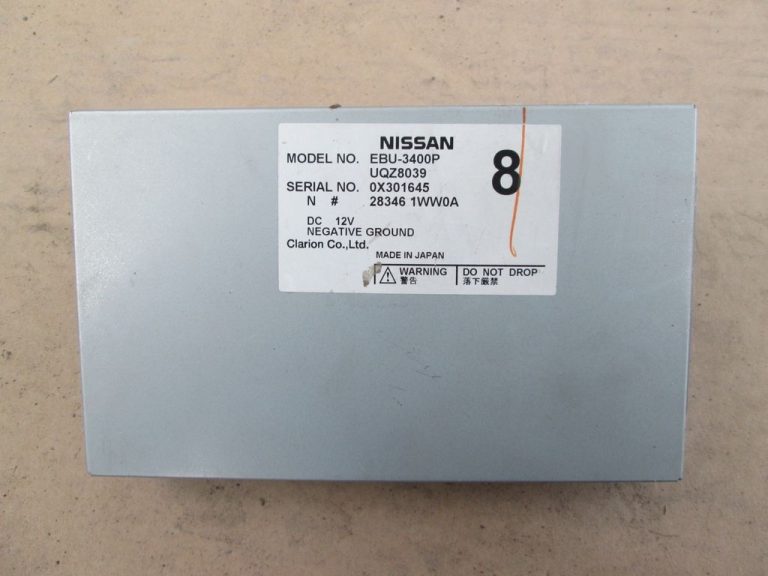 NISSAN
MODEL NO. EBU-3400P
UQZ8039
8
SERIAL NO. 0X301645
N # 28346 1WW0A
DC 12V
NEGATIVE GROUND
Clarion Co.,Ltd.
MADE IN JAPAN
WARNING
警告
DO NOT DROP
落下厳禁